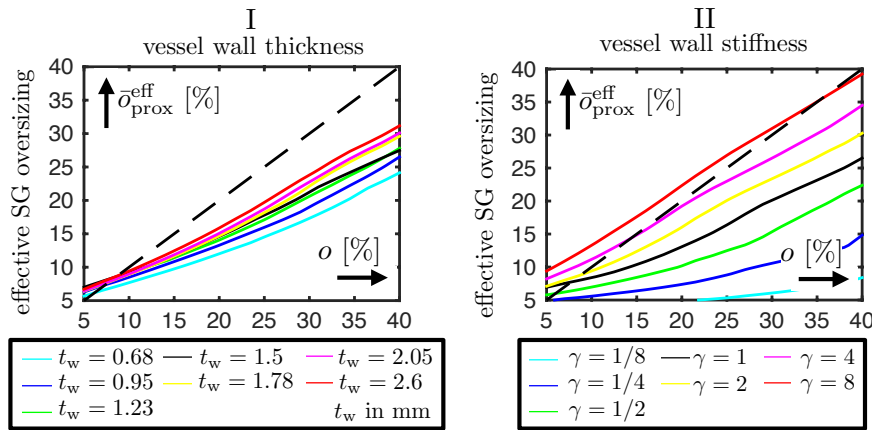 I
vessel wall thickness
effective SG oversizing
ō_prox^eff [%]
40
35
30
25
20
15
10
5
o [%]
5 10 15 20 25 30 35 40
t_w = 0.68 t_w = 1.5 t_w = 2.05
t_w = 0.95 t_w = 1.78 t_w = 2.6
t_w = 1.23 t_w in mm
II
vessel wall stiffness
effective SG oversizing
ō_prox^eff [%]
40
35
30
25
20
15
10
5
o [%]
5 10 15 20 25 30 35 40
γ = 1/8 γ = 1 γ = 4
γ = 1/4 γ = 2 γ = 8
γ = 1/2